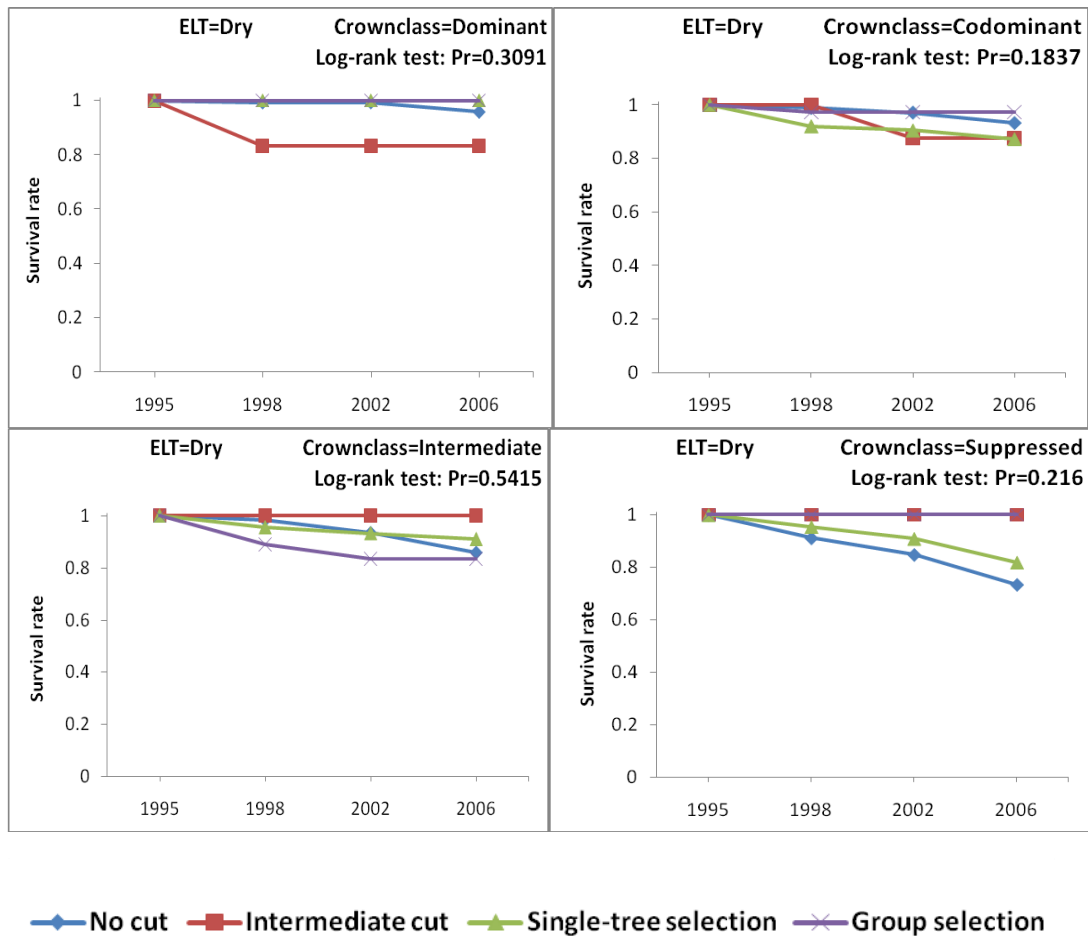 ELT=Dry Crownclass=Dominant
Log-rank test: Pr=0.3091
1
0.8
0.6
0.4
0.2
0
Survival rate
1995 1998 2002 2006
ELT=Dry Crownclass=Codominant
Log-rank test: Pr=0.1837
1
0.8
0.6
0.4
0.2
0
Survival rate
1995 1998 2002 2006
ELT=Dry Crownclass=Intermediate
Log-rank test: Pr=0.5415
1
0.8
0.6
0.4
0.2
0
Survival rate
1995 1998 2002 2006
ELT=Dry Crownclass=Suppressed
Log-rank test: Pr=0.216
1
0.8
0.6
0.4
0.2
0
Survival rate
1995 1998 2002 2006
No cut Intermediate cut Single-tree selection Group selection